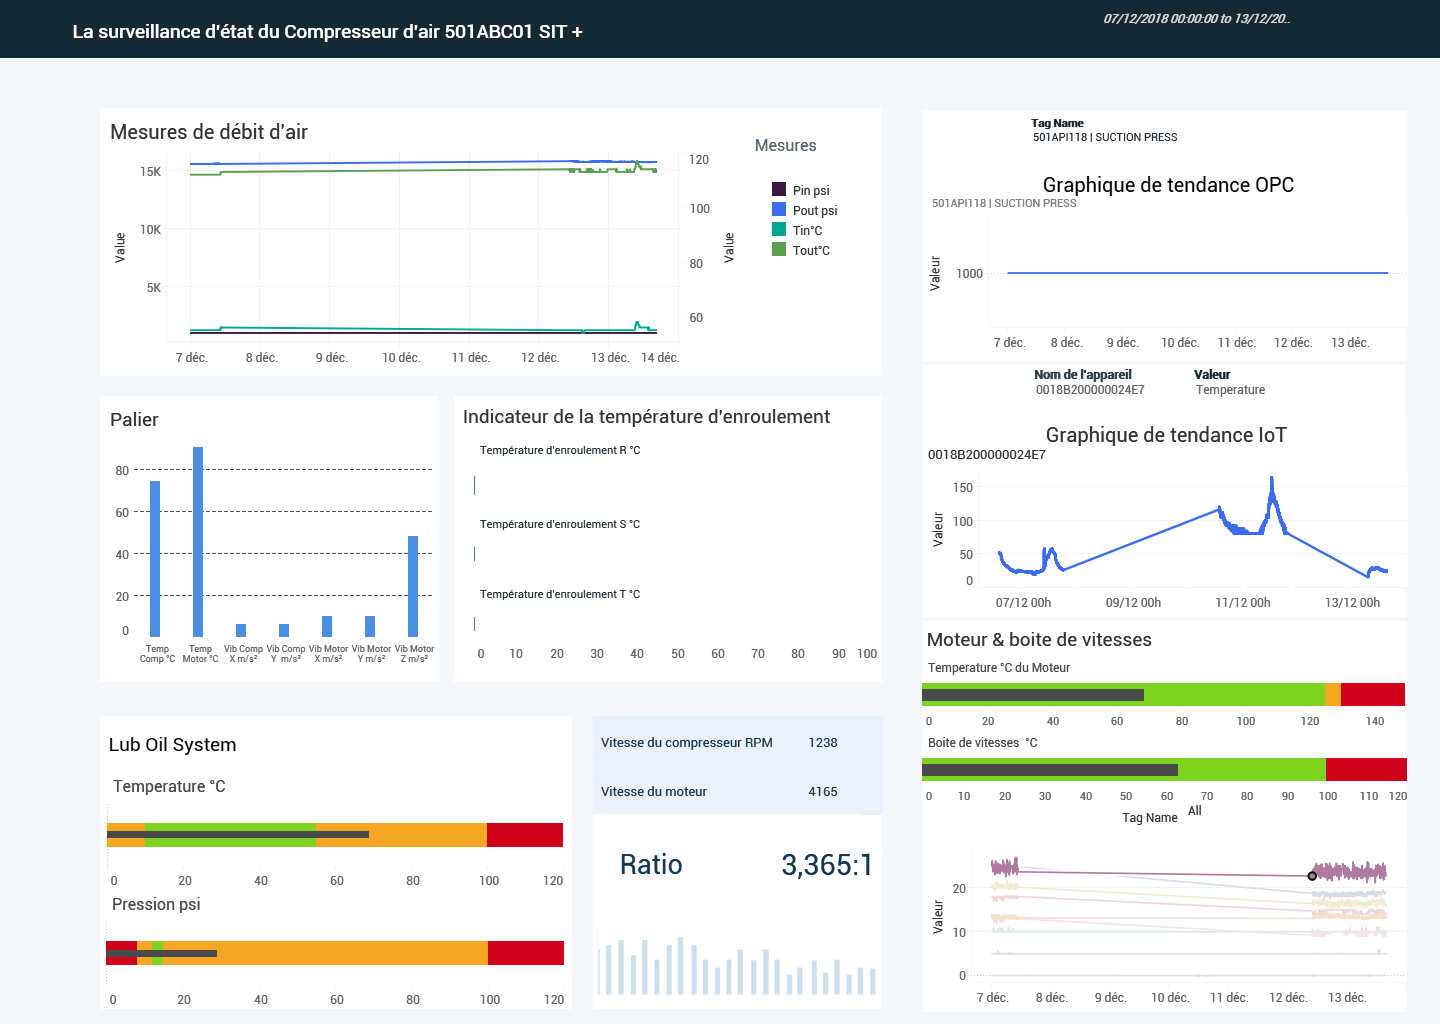 La surveillance d'état du Compresseur d'air 501ABC01 SIT +
07/12/2018 00:00:00 to 13/12/20..
Mesures de débit d'air
Mesures
Pin psi
Pout psi
Tin°C
Tout°C
Value
15K
10K
5K
120
100
80
60
Value
7 déc.
8 déc.
9 déc.
10 déc.
11 déc.
12 déc.
13 déc.
14 déc.
Tag Name
501API118 | SUCTION PRESS
Graphique de tendance OPC
501API118 | SUCTION PRESS
Valeur
1000
7 déc.
8 déc.
9 déc.
10 déc.
11 déc.
12 déc.
13 déc.
Palier
80
60
40
20
0
Temp
Comp °C
Temp
Motor °C
Vib Comp
X m/s²
Vib Comp
Y m/s²
Vib Motor
X m/s²
Vib Motor
Y m/s²
Vib Motor
Z m/s²
Indicateur de la température d'enroulement
Température d'enroulement R °C
Température d'enroulement S °C
Température d'enroulement T °C
0 10 20 30 40 50 60 70 80 90 100
Nom de l'appareil
0018B200000024E7
Valeur
Temperature
Graphique de tendance IoT
0018B200000024E7
Valeur
150
100
50
0
07/12 00h
09/12 00h
11/12 00h
13/12 00h
Moteur & boite de vitesses
Temperature °C du Moteur
0 20 40 60 80 100 120 140
Boite de vitesses °C
0 10 20 30 40 50 60 70 80 90 100 110 120
Tag Name
All
Valeur
20
10
0
7 déc.
8 déc.
9 déc.
10 déc.
11 déc.
12 déc.
13 déc.
Lub Oil System
Temperature °C
0 20 40 60 80 100 120
Pression psi
0 20 40 60 80 100 120
Vitesse du compresseur RPM 1238
Vitesse du moteur 4165
Ratio 3,365:1